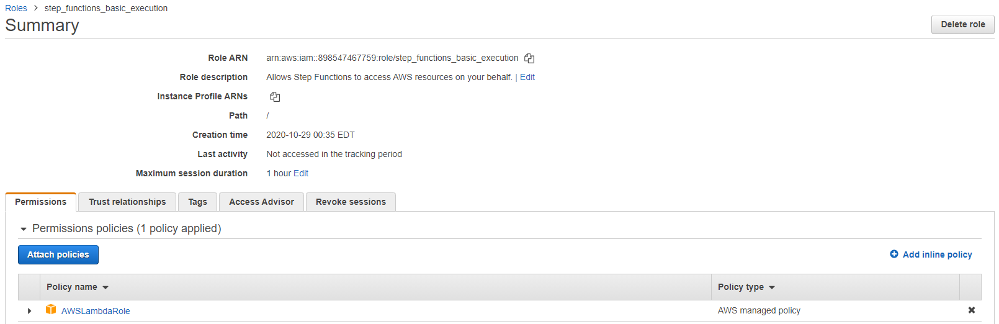 Roles > step_functions_basic_execution
Summary
Delete role
Role ARN arn:aws:iam::898547467759:role/step_functions_basic_execution
Role description Allows Step Functions to access AWS resources on your behalf. | Edit
Instance Profile ARNs
Path /
Creation time 2020-10-29 00:35 EDT
Last activity Not accessed in the tracking period
Maximum session duration 1 hour Edit
Permissions Trust relationships Tags Access Advisor Revoke sessions
Permissions policies (1 policy applied)
Attach policies Add inline policy
Policy name Policy type
AWSLambdaRole AWS managed policy